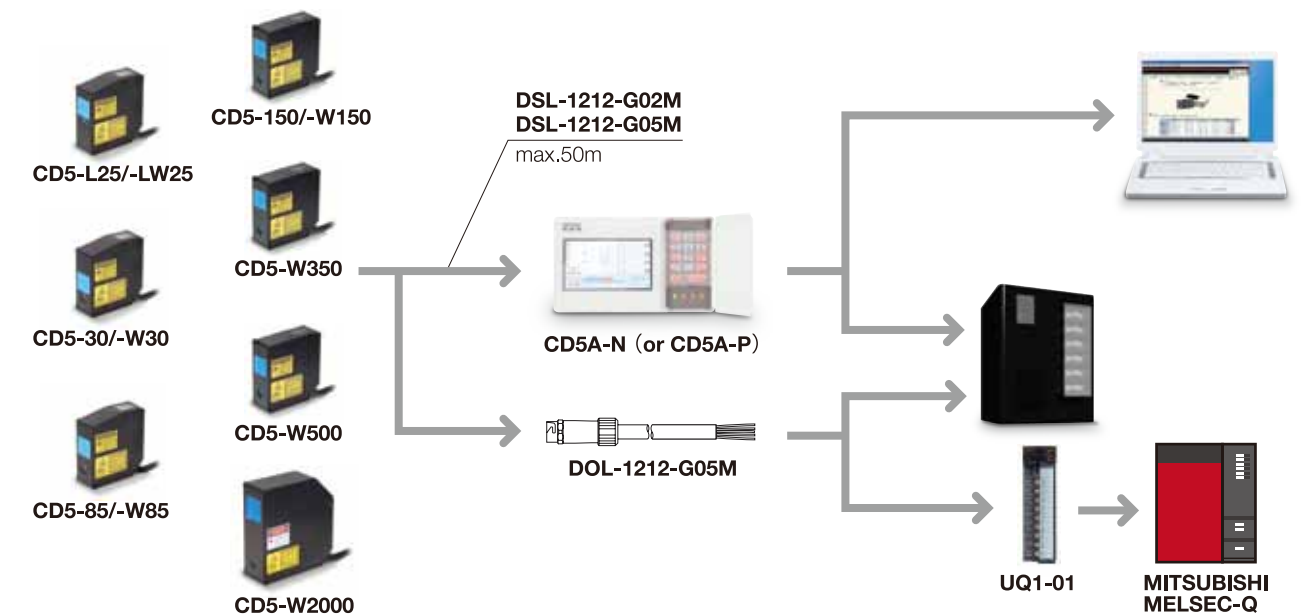 CD5-150/-W150
CD5-L25/-LW25
CD5-W350
CD5-30/-W30
CD5-W500
CD5-85/-W85
CD5-W2000
DSL-1212-G02M
DSL-1212-G05M
max.50m
CD5A-N（or CD5A-P）
DOL-1212-G05M
UQ1-01
MITSUBISHI
MELSEC-Q